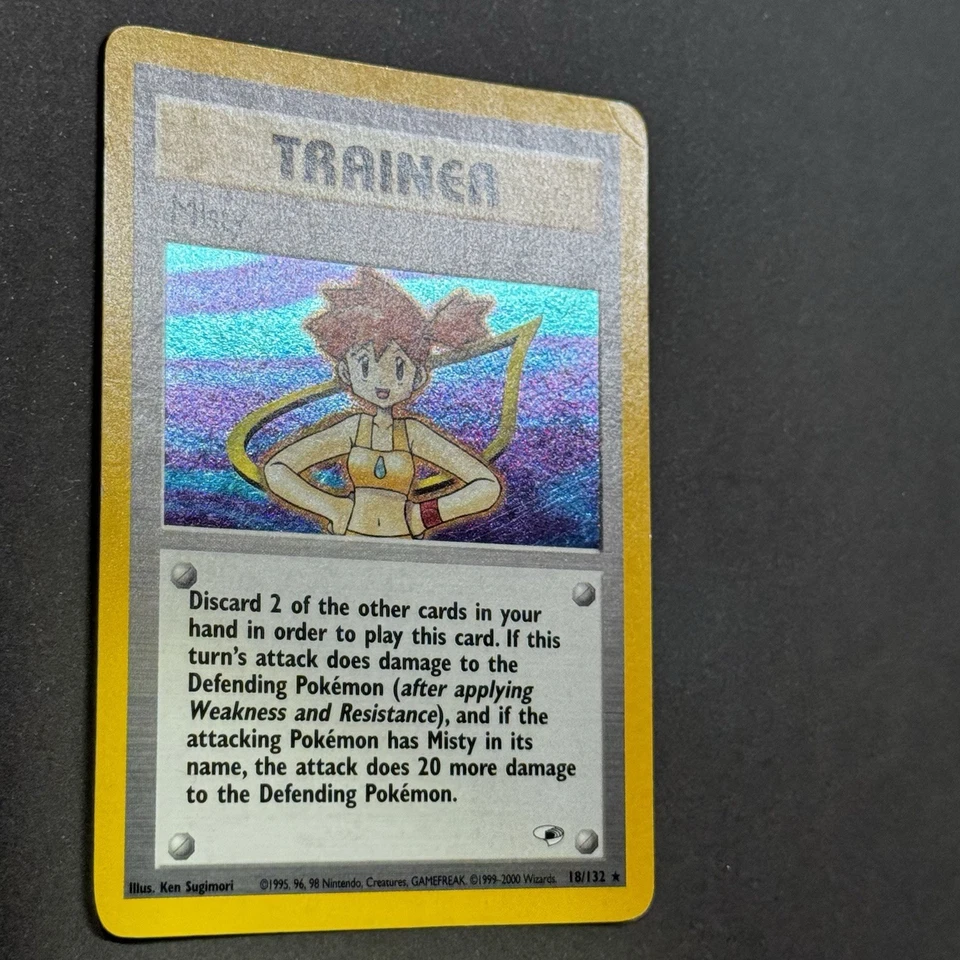 TRAINER
Misty
Discard 2 of the other cards in your
hand in order to play this card. If this
turn's attack does damage to the
Defending Pokémon (after applying
Weakness and Resistance), and if the
attacking Pokémon has Misty in its
name, the attack does 20 more damage
to the Defending Pokémon.
Illus. Ken Sugimori ©1995, 96, 98 Nintendo, Creatures, GAMEFREAK. ©1999-2000 Wizards. 18/132 ★